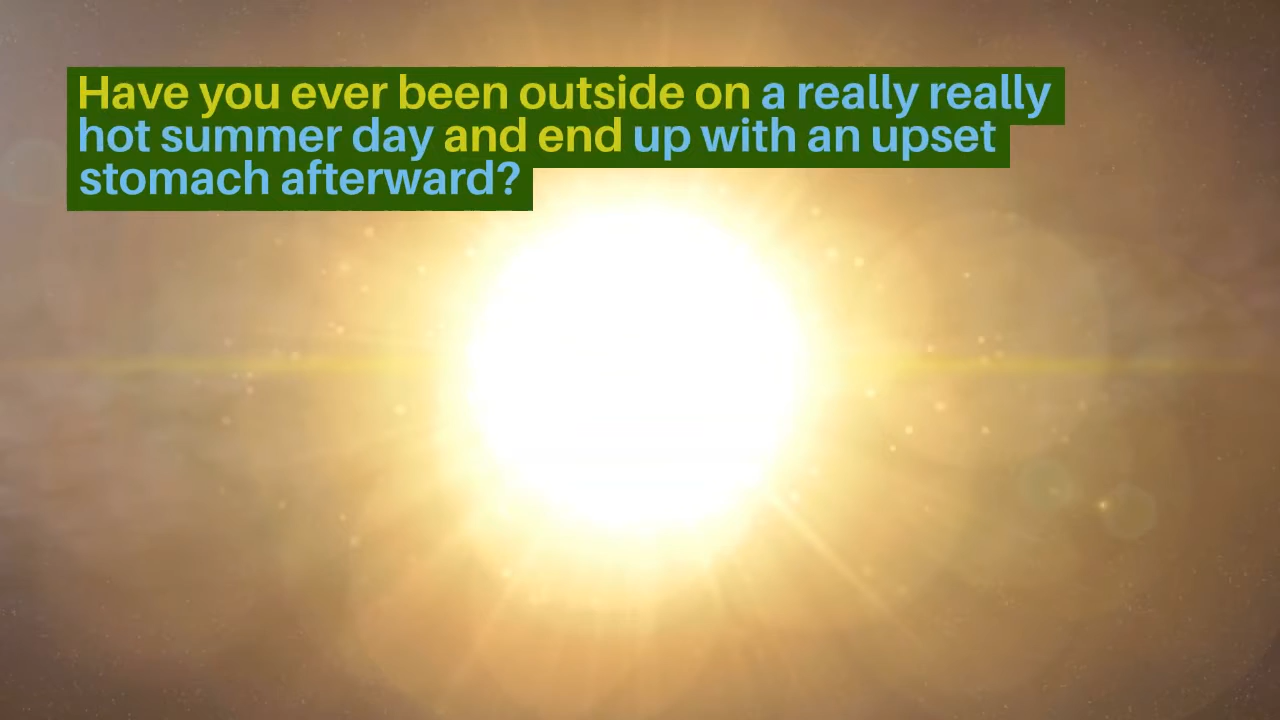 Have you ever been outside on a really really
hot summer day and end up with an upset
stomach afterward?